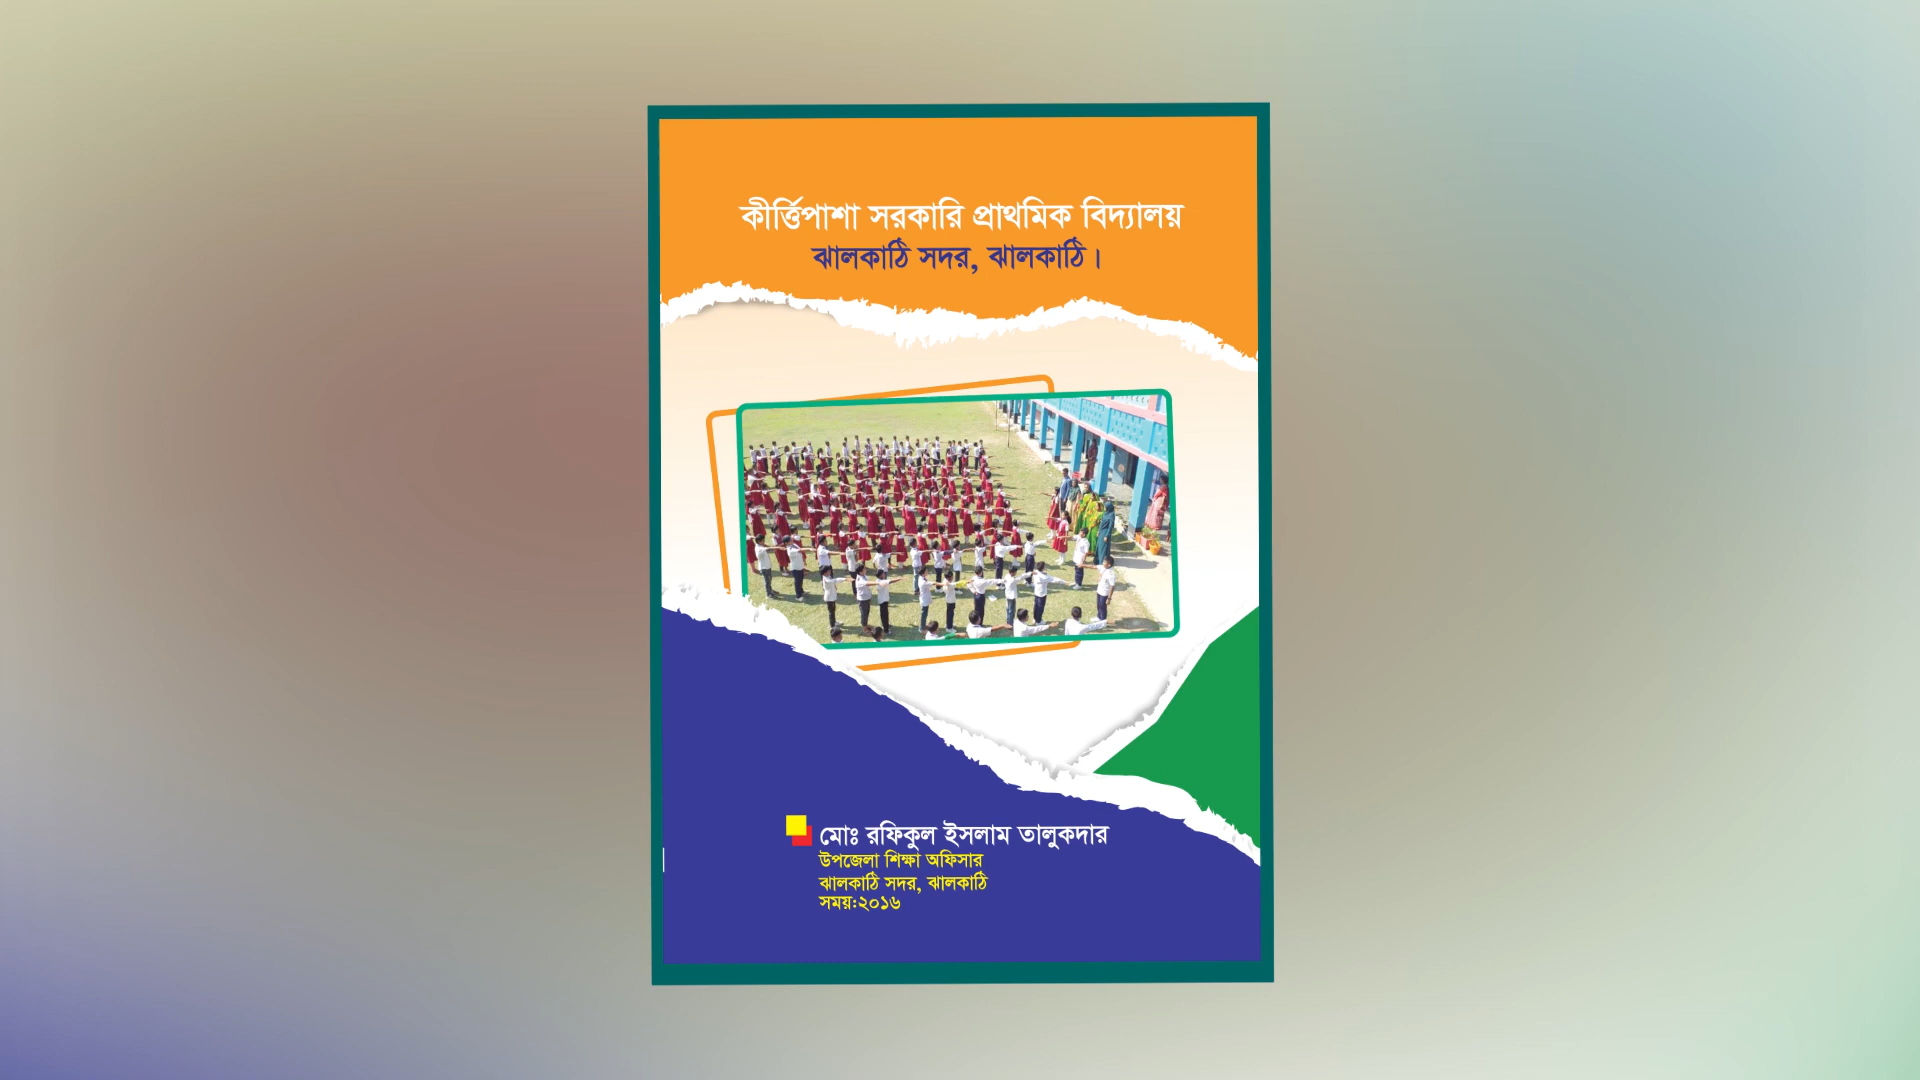 কীর্ত্তিপাশা সরকারি প্রাথমিক বিদ্যালয়
ঝালকাঠি সদর, ঝালকাঠি।
মোঃ রফিকুল ইসলাম তালুকদার
উপজেলা শিক্ষা অফিসার
ঝালকাঠি সদর, ঝালকাঠি
সময়:২০১৬